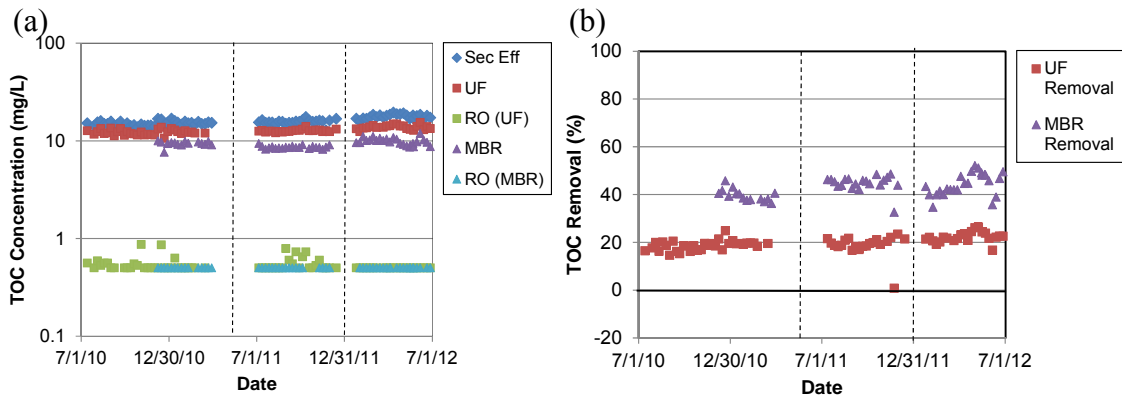 (a)
TOC Concentration (mg/L)
100
10
1
0.1
7/1/10 12/30/10 7/1/11 12/31/11 7/1/12
Date
Sec Eff
UF
RO (UF)
MBR
RO (MBR)
(b)
TOC Removal (%)
100
80
60
40
20
0
-20
7/1/10 12/30/10 7/1/11 12/31/11 7/1/12
Date
UF
Removal
MBR
Removal